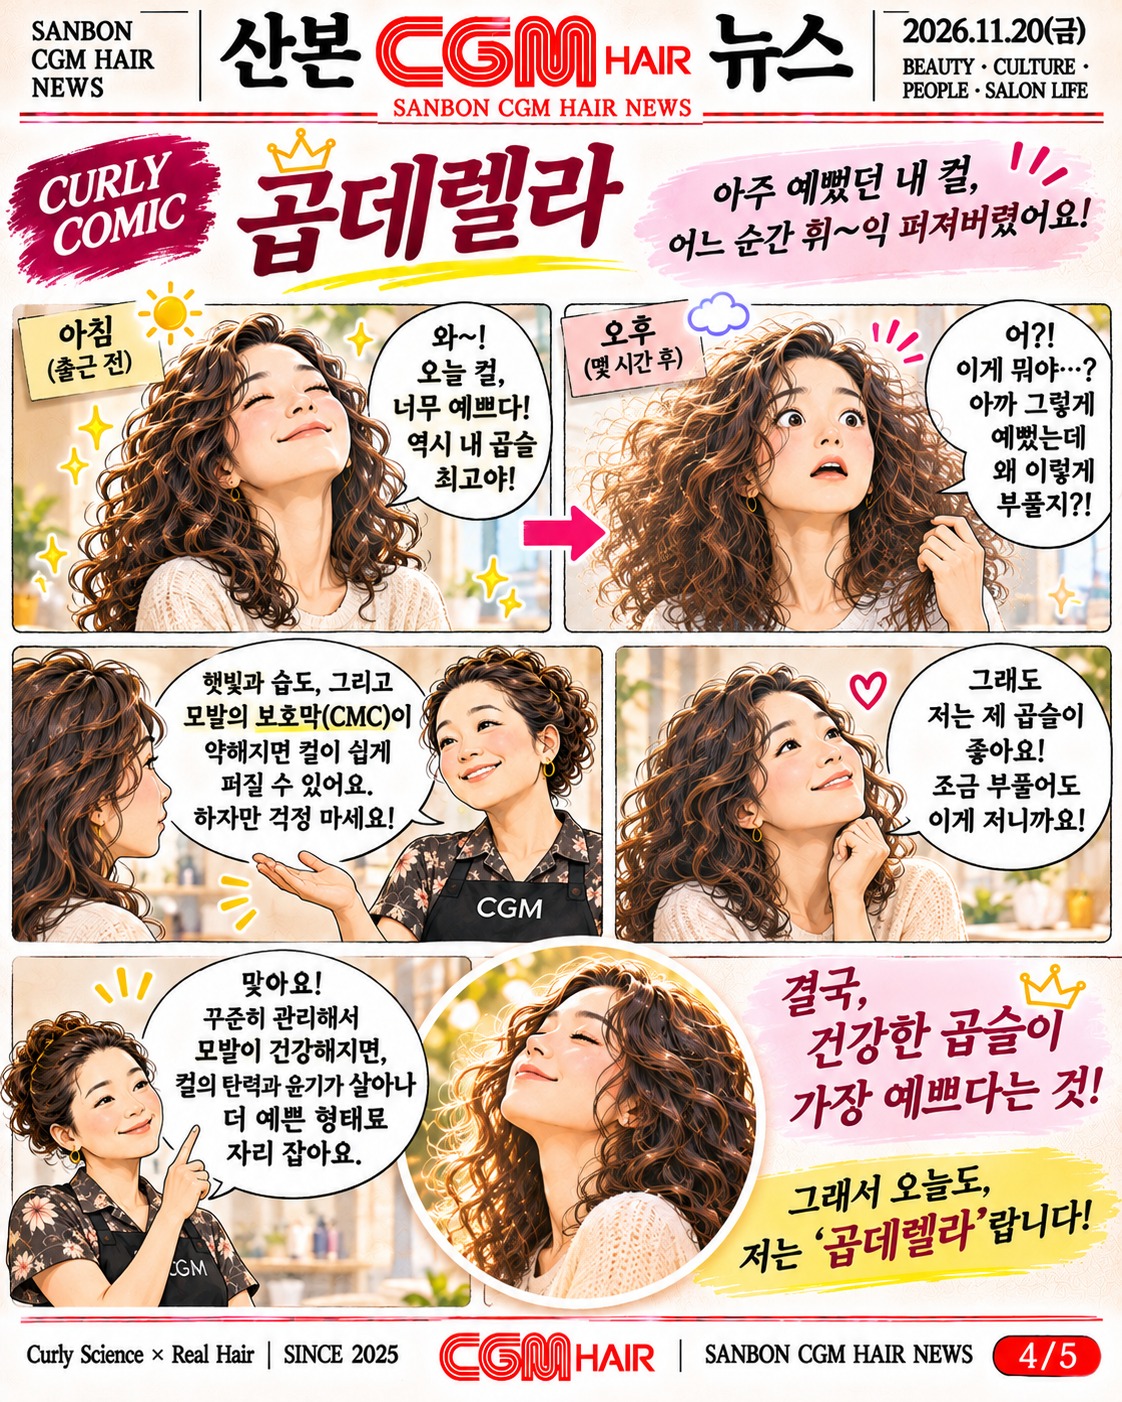 SANBON
CGM HAIR
NEWS
산본 CGM HAIR 뉴스
SANBON CGM HAIR NEWS
2026.11.20(금)
BEAUTY · CULTURE ·
PEOPLE · SALON LIFE
CURLY
COMIC
곱데렐라
아주 예뻤던 내 컬,
어느 순간 휘~익 퍼져버렸어요!
아침
(출근 전)
와~!
오늘 컬,
너무 예쁘다!
역시 내 곱슬
최고야!
오후
(몇 시간 후)
어?!
이게 뭐야…?
아까 그렇게
예뻤는데
왜 이렇게
부풀지?!
햇빛과 습도, 그리고
모발의 보호막(CMC)이
약해지면 컬이 쉽게
퍼질 수 있어요.
하자만 걱정 마세요!
CGM
그래도
저는 제 곱슬이
좋아요!
조금 부풀어도
이게 저니까요!
맞아요!
꾸준히 관리해서
모발이 건강해지면,
컬의 탄력과 윤기가 살아나
더 예쁜 형태료
자리 잡아요.
CGM
결국,
건강한 곱슬이
가장 예쁘다는 것!
그래서 오늘도,
저는 ‘곱데렐라’랍니다!
Curly Science × Real Hair | SINCE 2025
CGM HAIR
SANBON CGM HAIR NEWS
4/5